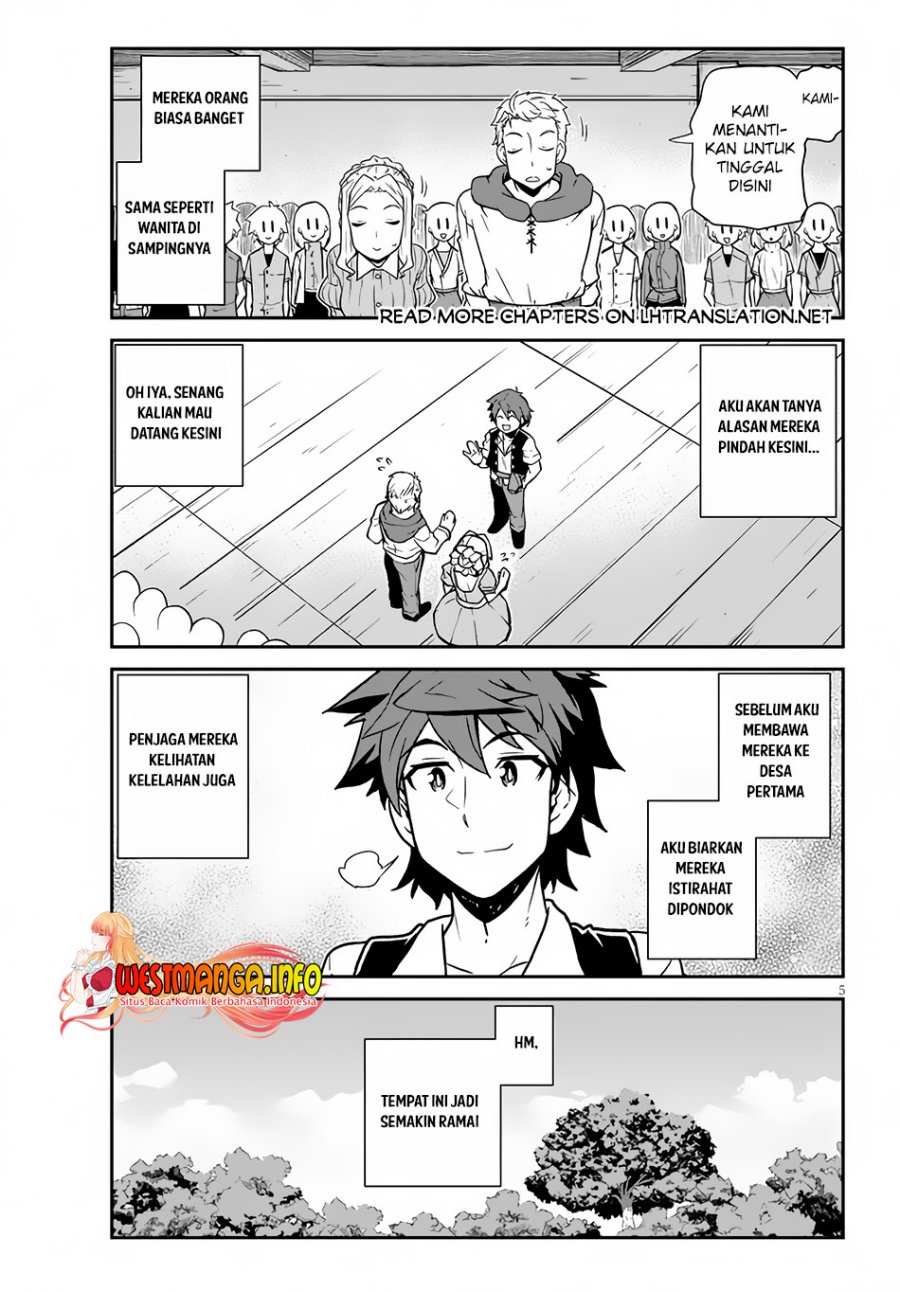 KAMI-
KAMI
MENANTI-
KAN UNTUK
TINGGAL
DISINI
MEREKA ORANG
BIASA BANGET
SAMA SEPERTI
WANITA DI
SAMPINGNYA
READ MORE CHAPTERS ON LHTRANSLATION.NET
AKU AKAN TANYA
ALASAN MEREKA
PINDAH KESINI...
OH IYA, SENANG
KALIAN MAU
DATANG KESINI
SEBELUM AKU
MEMBAWA
MEREKA KE
DESA
PERTAMA
AKU BIARKAN
MEREKA
ISTIRAHAT
DIPONDOK
PENJAGA MEREKA
KELIHATAN
KELELAHAN JUGA
WESTMANGA.INFO
Situs Baca Komik Berbahasa Indonesia
5
HM,
TEMPAT INI JADI
SEMAKIN RAMAI